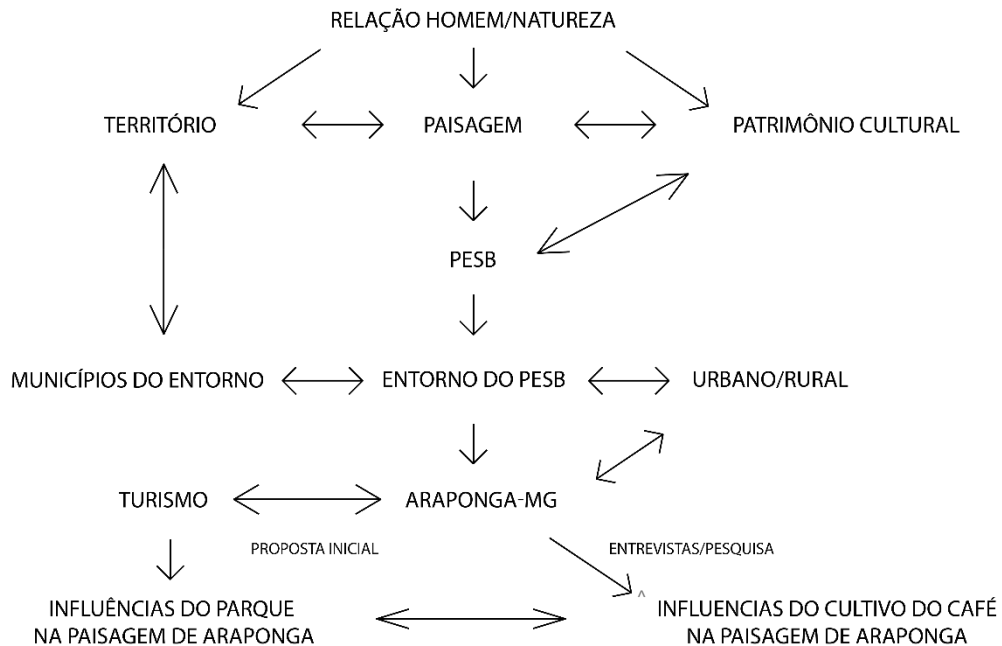 RELAÇÃO HOMEM/NATUREZA
TERRITÓRIO
PAISAGEM
PATRIMÔNIO CULTURAL
PESB
MUNICÍPIOS DO ENTORNO
ENTORNO DO PESB
URBANO/RURAL
TURISMO
ARAPONGA-MG
PROPOSTA INICIAL
ENTREVISTAS/PESQUISA
INFLUÊNCIAS DO PARQUE
NA PAISAGEM DE ARAPONGA
^
INFLUENCIAS DO CULTIVO DO CAFÉ
NA PAISAGEM DE ARAPONGA